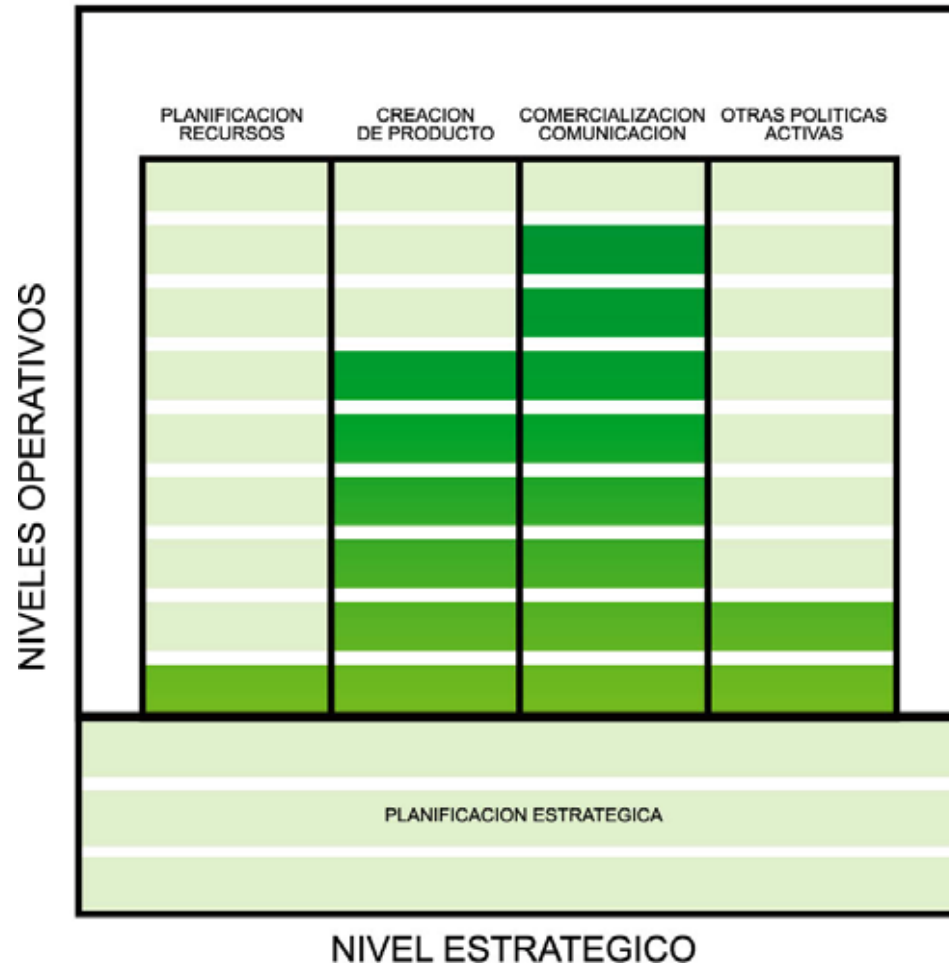 PLANIFICACION
RECURSOS
CREACION
DE PRODUCTO
COMERCIALIZACION
COMUNICACION
OTRAS POLITICAS
ACTIVAS
NIVELES OPERATIVOS
PLANIFICACION ESTRATEGICA
NIVEL ESTRATEGICO